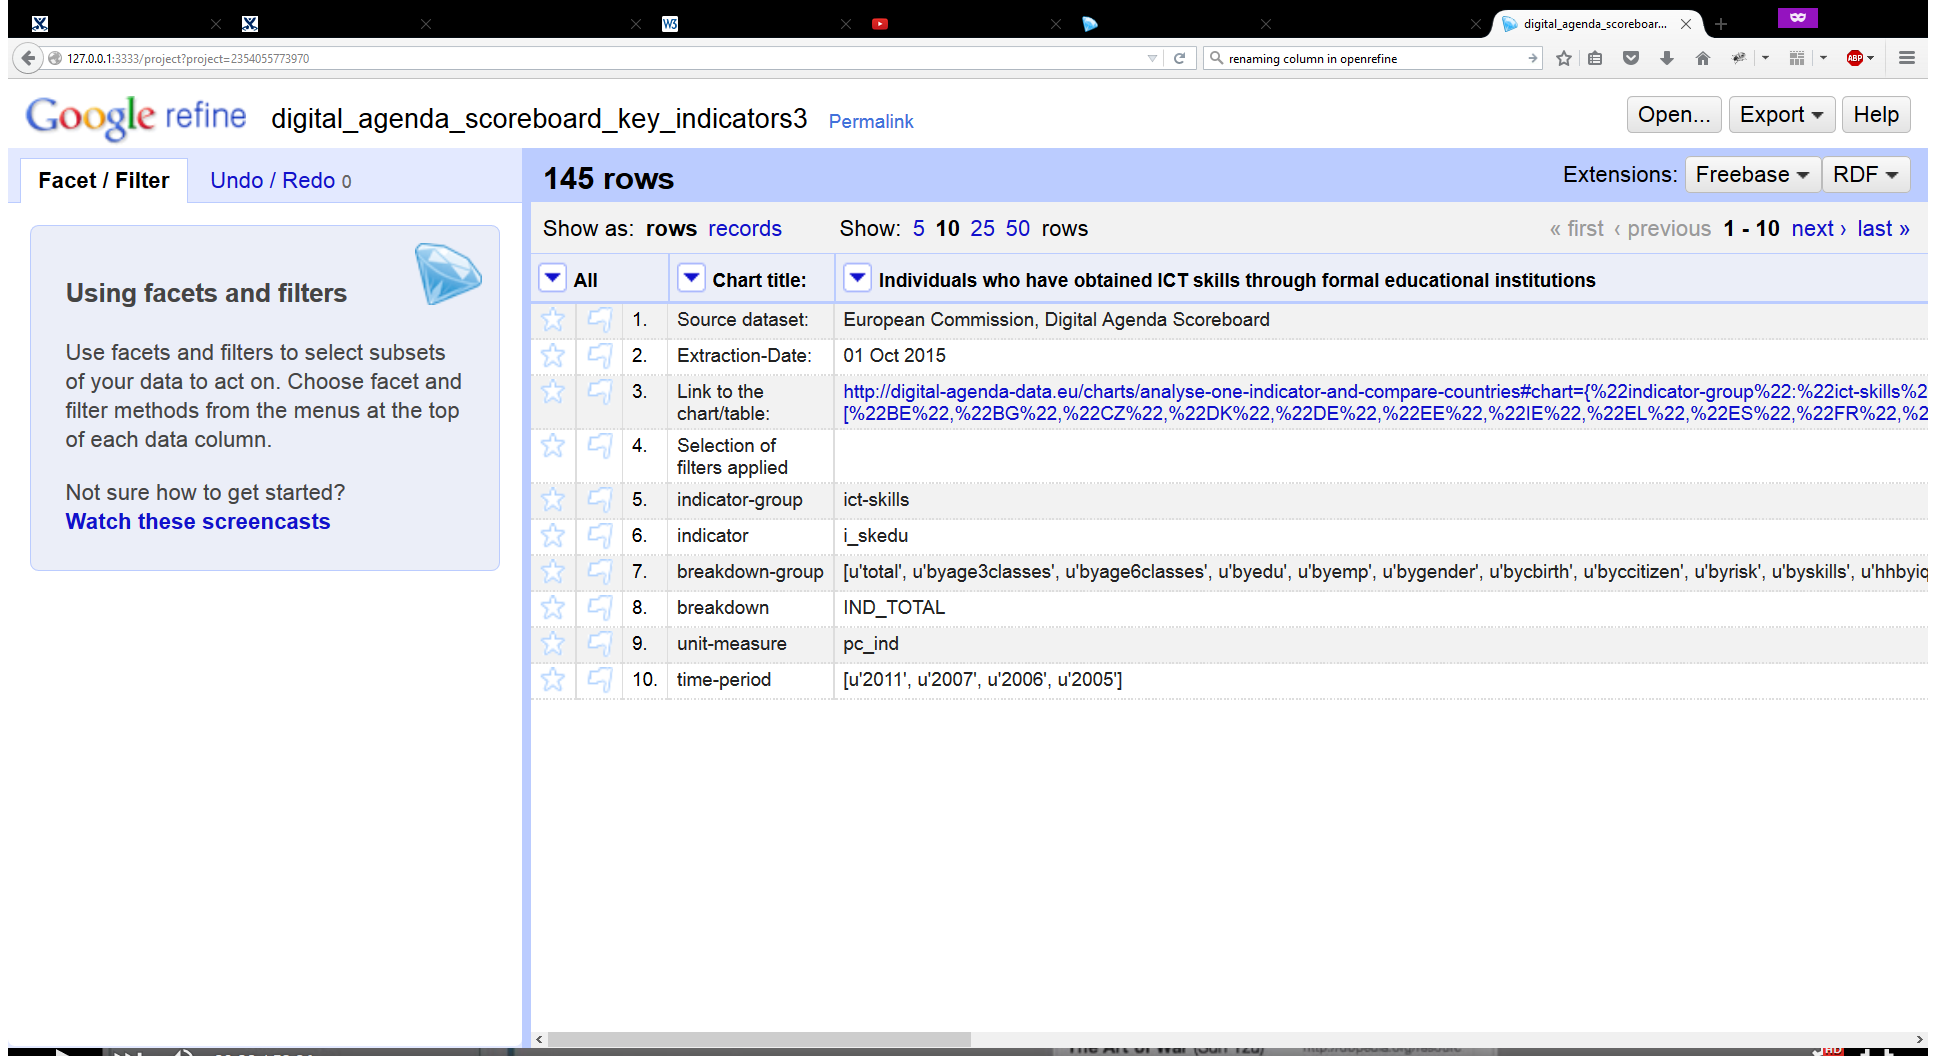 W3
digital_agenda_scoreboar...
127.0.0.1:3333/project?project=2354055773970
renaming column in openrefine
ABP
Google refine
digital_agenda_scoreboard_key_indicators3
Permalink
Open...
Export
Help
Facet / Filter
Undo / Redo 0
145 rows
Extensions:
Freebase
RDF
Show as: rows records
Show: 5 10 25 50 rows
« first ‹ previous 1 - 10 next › last »
Using facets and filters
Use facets and filters to select subsets
of your data to act on. Choose facet and
filter methods from the menus at the top
of each data column.
Not sure how to get started?
Watch these screencasts
All
Chart title:
Individuals who have obtained ICT skills through formal educational institutions
1. Source dataset: European Commission, Digital Agenda Scoreboard
2. Extraction-Date: 01 Oct 2015
3. Link to the
chart/table:
http://digital-agenda-data.eu/charts/analyse-one-indicator-and-compare-countries#chart={%22indicator-group%22:%22ict-skills%2
[%22BE%22,%22BG%22,%22CZ%22,%22DK%22,%22DE%22,%22EE%22,%22IE%22,%22EL%22,%22ES%22,%22FR%22,%2
4. Selection of
filters applied
5. indicator-group ict-skills
6. indicator i_skedu
7. breakdown-group [u'total', u'byage3classes', u'byage6classes', u'byedu', u'byemp', u'bygender', u'bycbirth', u'byccitizen', u'byrisk', u'byskills', u'hhbyiq
8. breakdown IND_TOTAL
9. unit-measure pc_ind
10. time-period [u'2011', u'2007', u'2006', u'2005']
HD